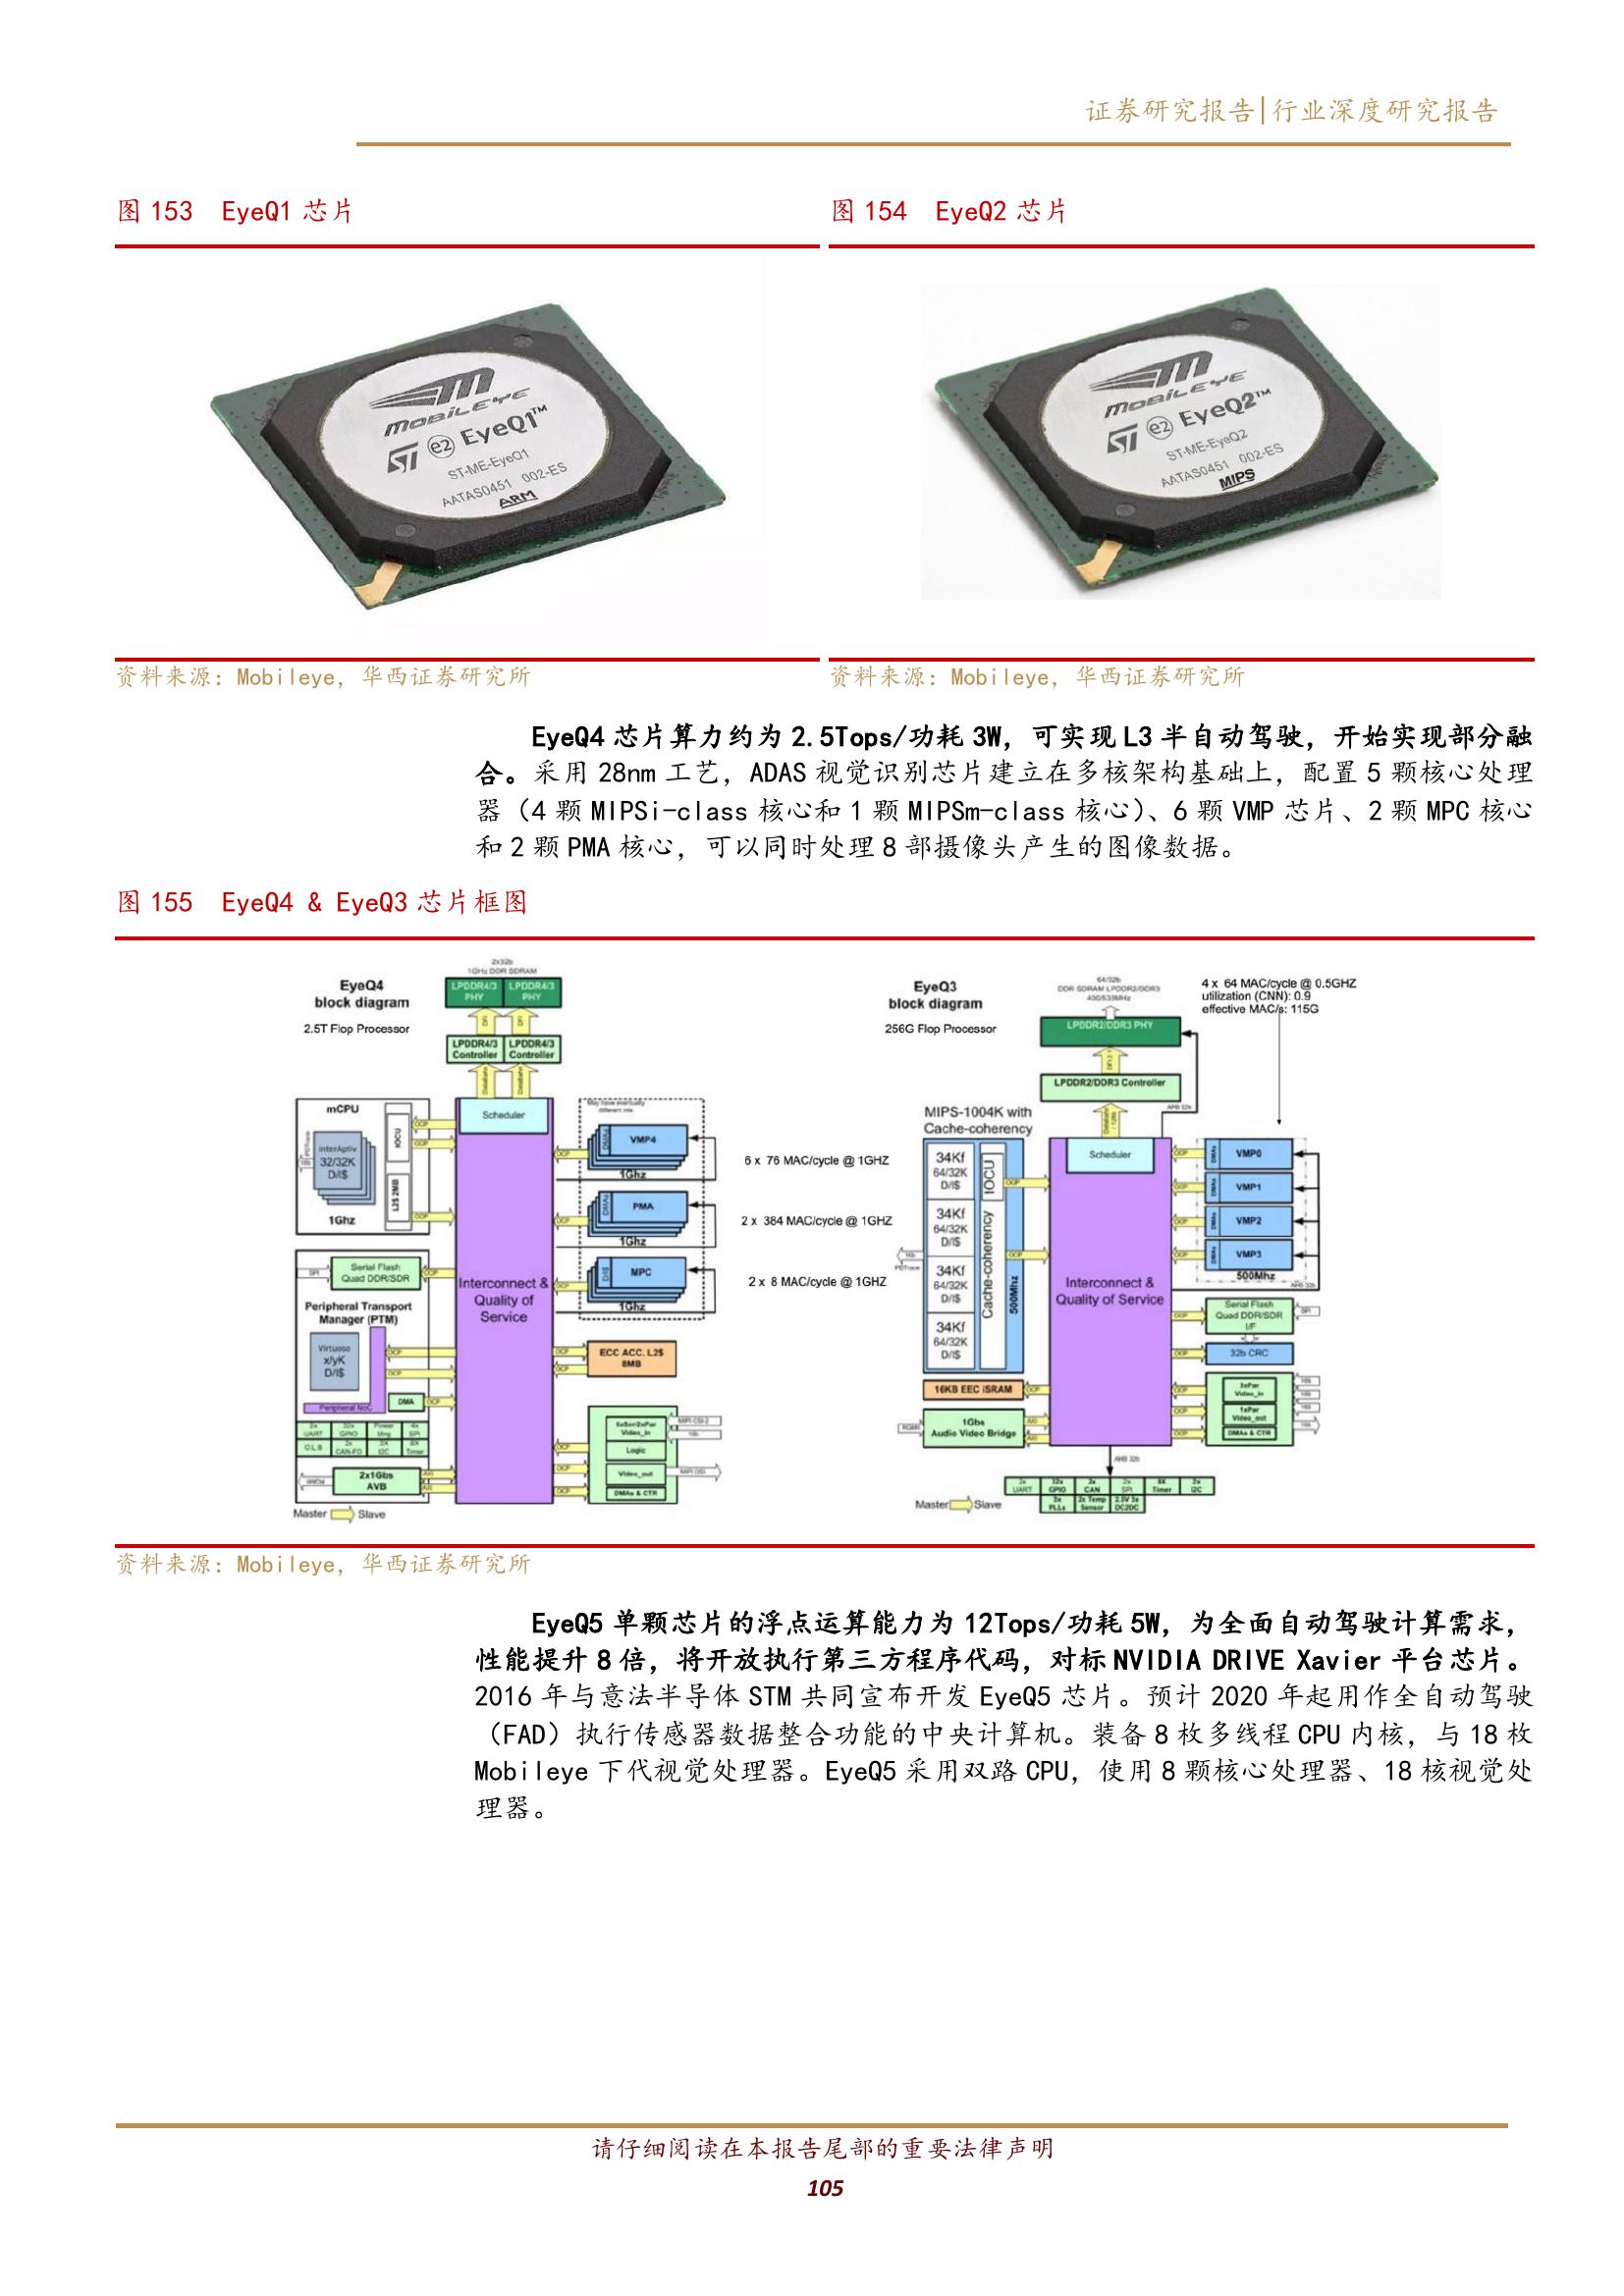 证券研究报告|行业深度研究报告
图 153 EyeQ1 芯片
图 154 EyeQ2 芯片
MOBILEYE
ST e2 EyeQ1™
ST-ME-EyeQ1
AATAS0451 002-ES
ARM
MOBILEYE
ST e2 EyeQ2™
ST-ME-EyeQ2
AATAS0451 002-ES
MIPS
资料来源：Mobileye，华西证券研究所
资料来源：Mobileye，华西证券研究所
EyeQ4 芯片算力约为 2.5Tops/功耗 3W，可实现 L3 半自动驾驶，开始实现部分融
合。采用 28nm 工艺，ADAS 视觉识别芯片建立在多核架构基础上，配置 5 颗核心处理
器（4 颗 MIPSi-class 核心和 1 颗 MIPSm-class 核心）、6 颗 VMP 芯片、2 颗 MPC 核心
和 2 颗 PMA 核心，可以同时处理 8 部摄像头产生的图像数据。
图 155 EyeQ4 & EyeQ3 芯片框图
EyeQ4
block diagram
2.5T Flop Processor
2x32b
1GHz DDR SDRAM
LPDDR4/3 PHY
LPDDR4/3 PHY
LPDDR4/3 Controller
LPDDR4/3 Controller
Scheduler
mCPU
interAptiv
32/32K
D/I$
IOCU
L2$ 2MB
1Ghz
VMP4
1Ghz
PMA
1Ghz
MPC
1Ghz
6 x 76 MAC/cycle @ 1GHZ
2 x 384 MAC/cycle @ 1GHZ
2 x 8 MAC/cycle @ 1GHZ
Serial Flash
Quad DDR/SDR
Interconnect &
Quality of
Service
Peripheral Transport
Manager (PTM)
Virtuoso
x/yK
D/I$
Peripheral NoC
DMA
ECC ACC. L2$
8MB
Video_in
Logic
Video_out
DMAs & CTR
2x1Gbs
AVB
Master Slave
EyeQ3
block diagram
256G Flop Processor
64/32b
DDR SDRAM LPDDR2/DDR3
400/533MHz
4 x 64 MAC/cycle @ 0.5GHZ
utilization (CNN): 0.9
effective MAC/s: 115G
LPDDR2/DDR3 PHY
LPDDR2/DDR3 Controller
MIPS-1004K with
Cache-coherency
Scheduler
34Kf
64/32K
D/I$
34Kf
64/32K
D/I$
34Kf
64/32K
D/I$
34Kf
64/32K
D/I$
IOCU
Cache-coherency
500Mhz
VMP0
VMP1
VMP2
VMP3
500Mhz
Interconnect &
Quality of Service
Serial Flash
Quad DDR/SDR
I/F
32b CRC
16KB EEC iSRAM
1Gbs
Audio Video Bridge
3xPar
Video_in
1xPar
Video_out
DMAs & CTR
AHB 32b
2x UART
32x GPIO
2x CAN
2x SPI
8X Timer
2x I2C
3x PLLs
2x Temp Sensor
Master Slave
资料来源：Mobileye，华西证券研究所
EyeQ5 单颗芯片的浮点运算能力为 12Tops/功耗 5W，为全面自动驾驶计算需求，
性能提升 8 倍，将开放执行第三方程序代码，对标 NVIDIA DRIVE Xavier 平台芯片。
2016 年与意法半导体 STM 共同宣布开发 EyeQ5 芯片。预计 2020 年起用作全自动驾驶
（FAD）执行传感器数据整合功能的中央计算机。装备 8 枚多线程 CPU 内核，与 18 枚
Mobileye 下代视觉处理器。EyeQ5 采用双路 CPU，使用 8 颗核心处理器、18 核视觉处
理器。
请仔细阅读在本报告尾部的重要法律声明
105